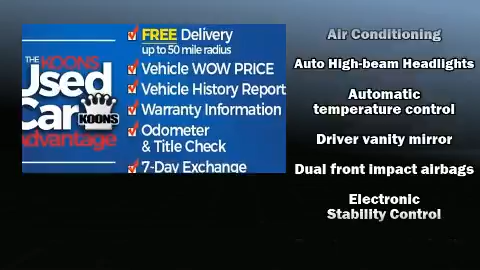 THE KOONS
Used
Car
KOONS
Advantage
FREE Delivery
up to 50 mile radius
Vehicle WOW PRICE
Vehicle History Report
Warranty Information
Odometer
& Title Check
7-Day Exchange
Air Conditioning
Auto High-beam Headlights
Automatic
temperature control
Driver vanity mirror
Dual front impact airbags
Electronic
Stability Control